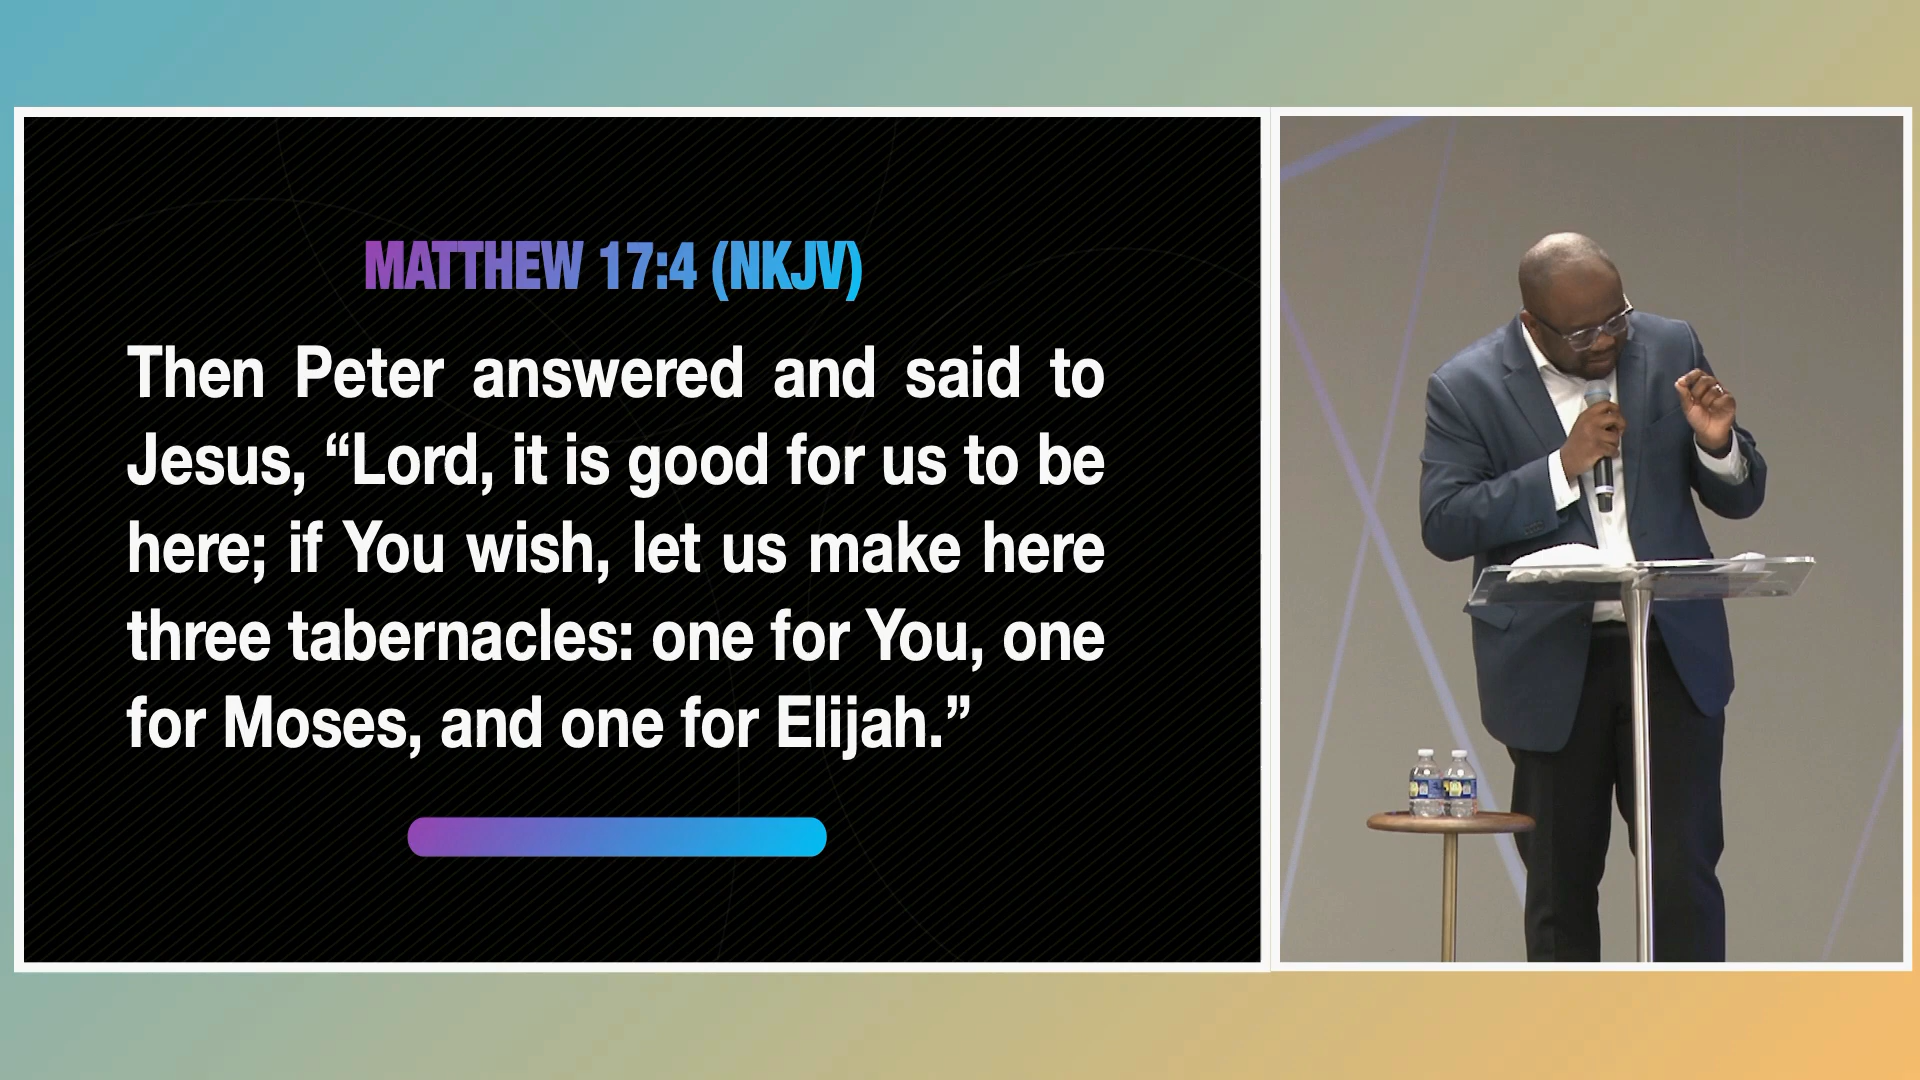 MATTHEW 17:4 (NKJV)
Then Peter answered and said to
Jesus, “Lord, it is good for us to be
here; if You wish, let us make here
three tabernacles: one for You, one
for Moses, and one for Elijah.”